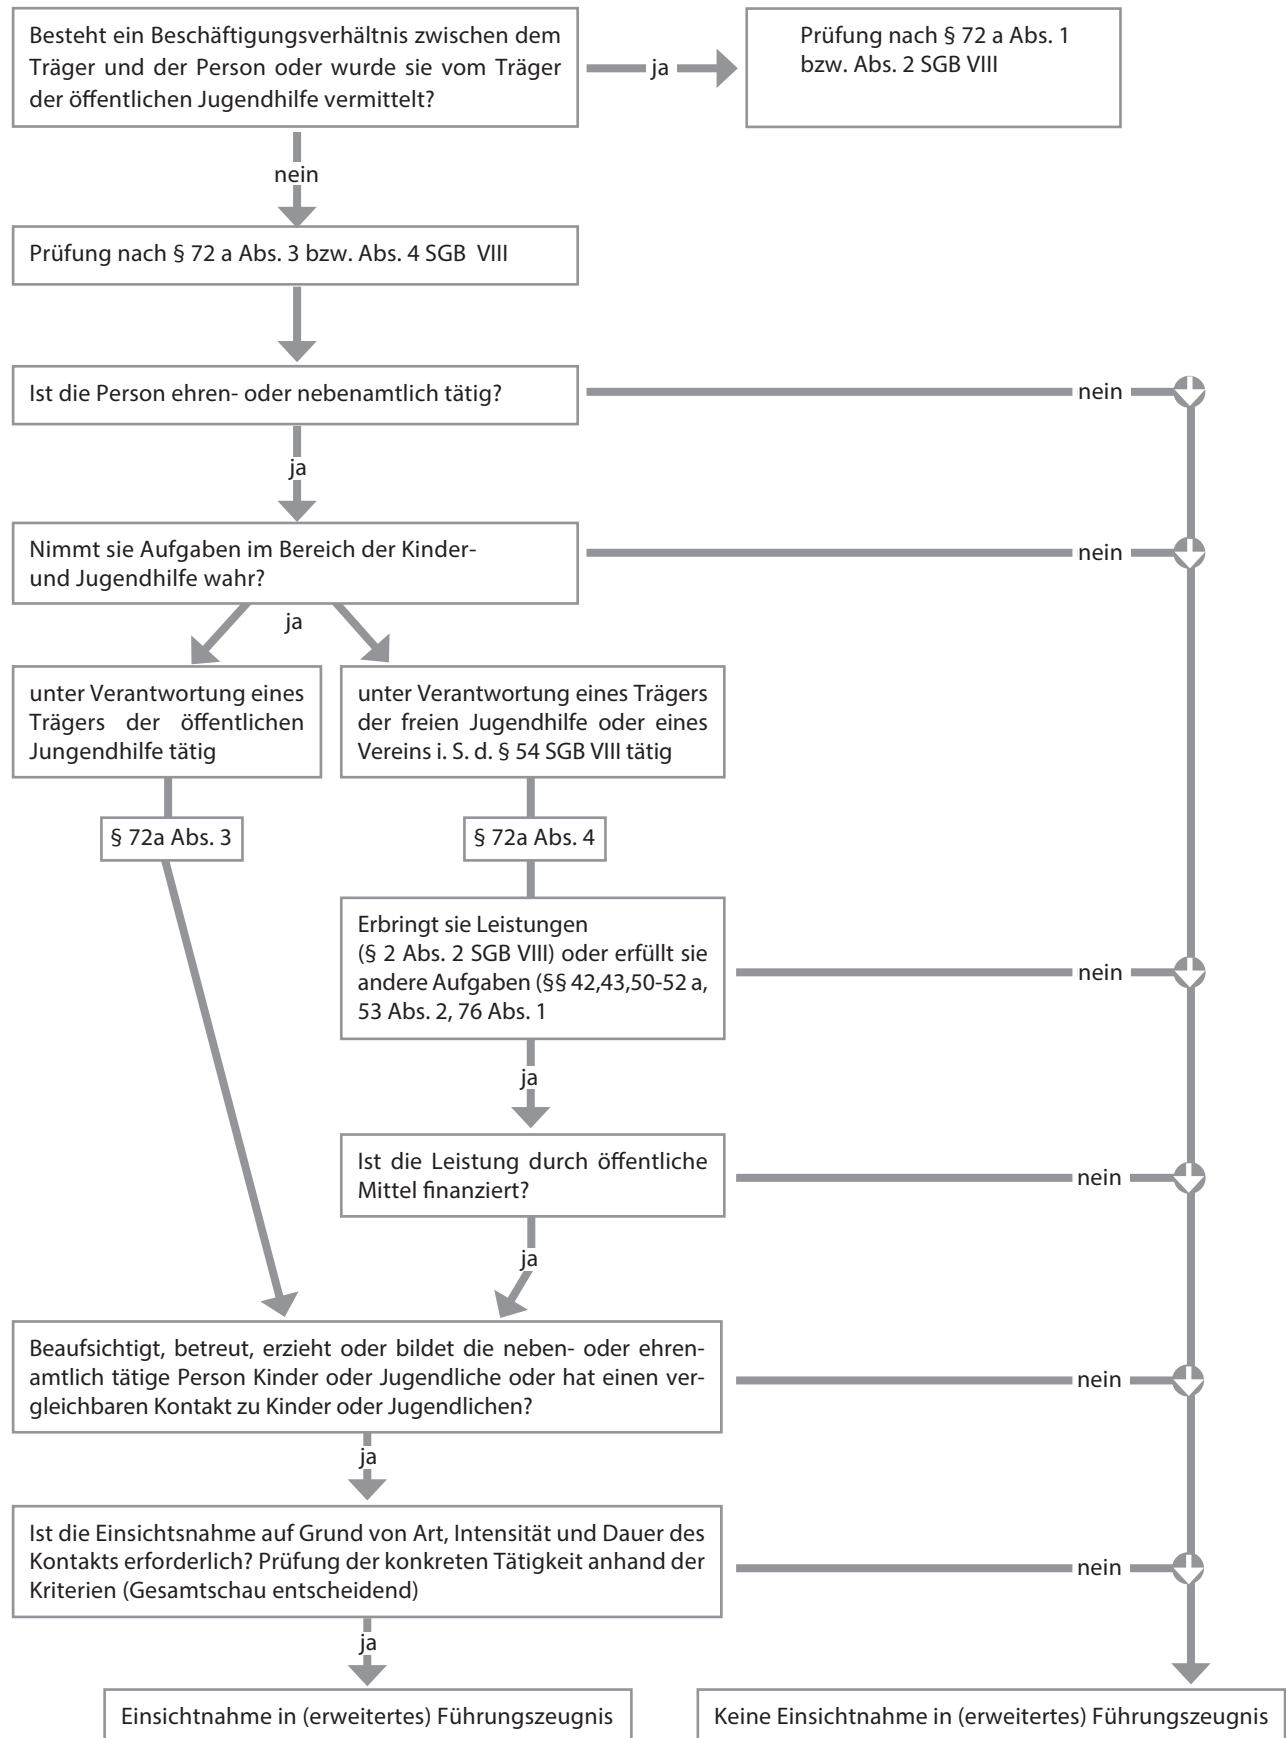 Besteht ein Beschäftigungsverhältnis zwischen dem
Träger und der Person oder wurde sie vom Träger
der öffentlichen Jugendhilfe vermittelt?
ja
Prüfung nach § 72 a Abs. 1
bzw. Abs. 2 SGB VIII
nein
Prüfung nach § 72 a Abs. 3 bzw. Abs. 4 SGB VIII
Ist die Person ehren- oder nebenamtlich tätig?
nein
ja
Nimmt sie Aufgaben im Bereich der Kinder-
und Jugendhilfe wahr?
nein
ja
unter Verantwortung eines
Trägers der öffentlichen
Jungendhilfe tätig
unter Verantwortung eines Trägers
der freien Jugendhilfe oder eines
Vereins i. S. d. § 54 SGB VIII tätig
§ 72a Abs. 3
§ 72a Abs. 4
Erbringt sie Leistungen
(§ 2 Abs. 2 SGB VIII) oder erfüllt sie
andere Aufgaben (§§ 42,43,50-52 a,
53 Abs. 2, 76 Abs. 1
nein
ja
Ist die Leistung durch öffentliche
Mittel finanziert?
nein
ja
Beaufsichtigt, betreut, erzieht oder bildet die neben- oder ehren-
amtlich tätige Person Kinder oder Jugendliche oder hat einen ver-
gleichbaren Kontakt zu Kinder oder Jugendlichen?
nein
ja
Ist die Einsichtsnahme auf Grund von Art, Intensität und Dauer des
Kontakts erforderlich? Prüfung der konkreten Tätigkeit anhand der
Kriterien (Gesamtschau entscheidend)
nein
ja
Einsichtnahme in (erweitertes) Führungszeugnis
Keine Einsichtnahme in (erweitertes) Führungszeugnis